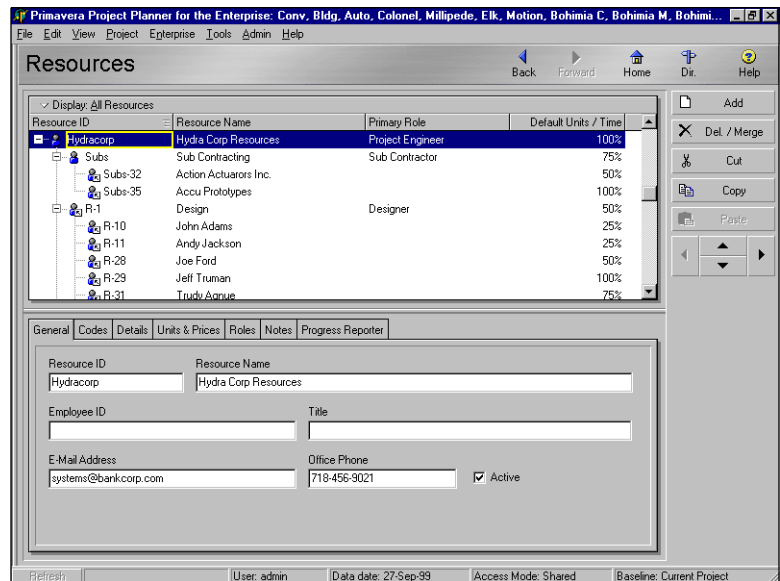 Primavera Project Planner for the Enterprise: Conv, Bldg, Auto, Colonel, Millipede, Elk, Motion, Bohimia C, Bohimia M, Bohimi...
File Edit View Project Enterprise Tools Admin Help
Resources
Back Forward Home Dir. Help
Display: All Resources
Resource ID Resource Name Primary Role Default Units / Time
Hydracorp Hydra Corp Resources Project Engineer 100%
Subs Sub Contracting Sub Contractor 75%
Subs-32 Action Actuarors Inc. 50%
Subs-35 Accu Prototypes 100%
R-1 Design Designer 50%
R-10 John Adams 25%
R-11 Andy Jackson 25%
R-28 Joe Ford 50%
R-29 Jeff Truman 100%
R-31 Trudy Agnue 75%
Add
Del. / Merge
Cut
Copy
Paste
General Codes Details Units & Prices Roles Notes Progress Reporter
Resource ID Resource Name
Hydracorp Hydra Corp Resources
Employee ID Title
E-Mail Address Office Phone
systems@bankcorp.com 718-456-9021 Active
Refresh User: admin Data date: 27-Sep-99 Access Mode: Shared Baseline: Current Project